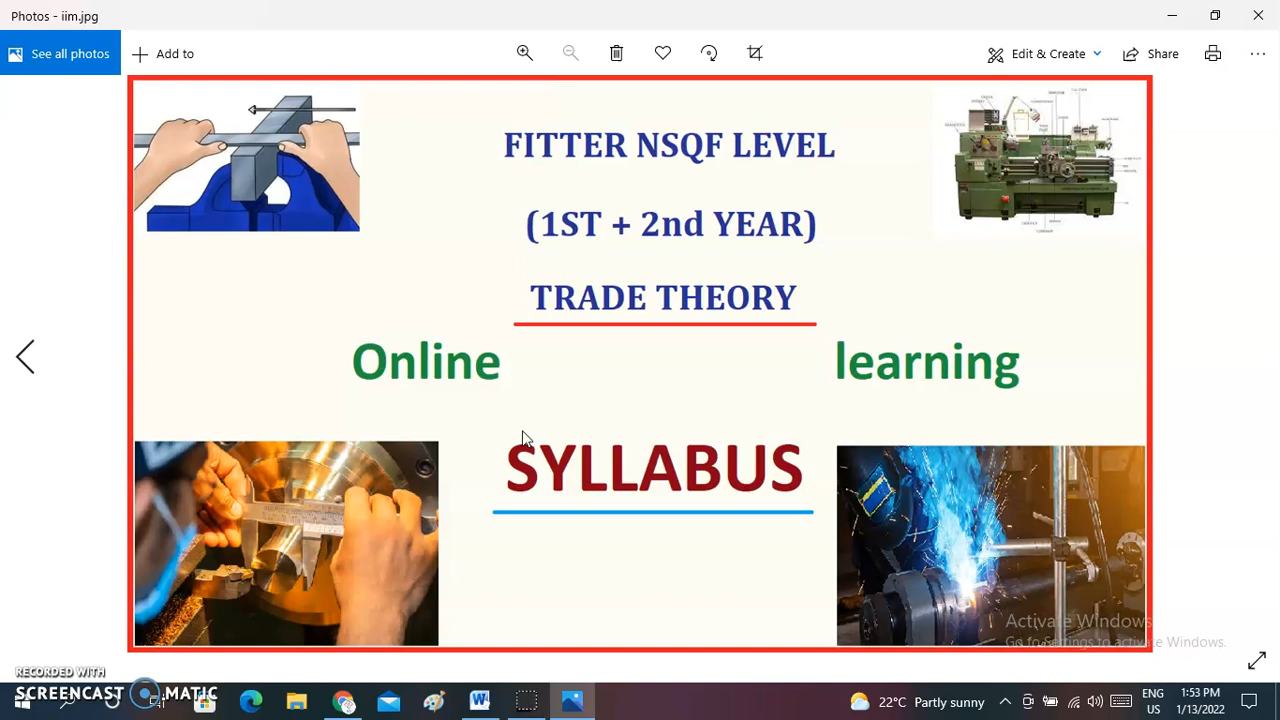 Photos - iim.jpg
See all photos
Add to
Edit & Create
Share
FITTER NSQF LEVEL
(1ST + 2nd YEAR)
TRADE THEORY
Online learning
SYLLABUS
Activate Windows
Go to Settings to activate Windows.
RECORDED WITH
SCREENCAST MATIC
22°C Partly sunny
ENG
US
1:53 PM
1/13/2022